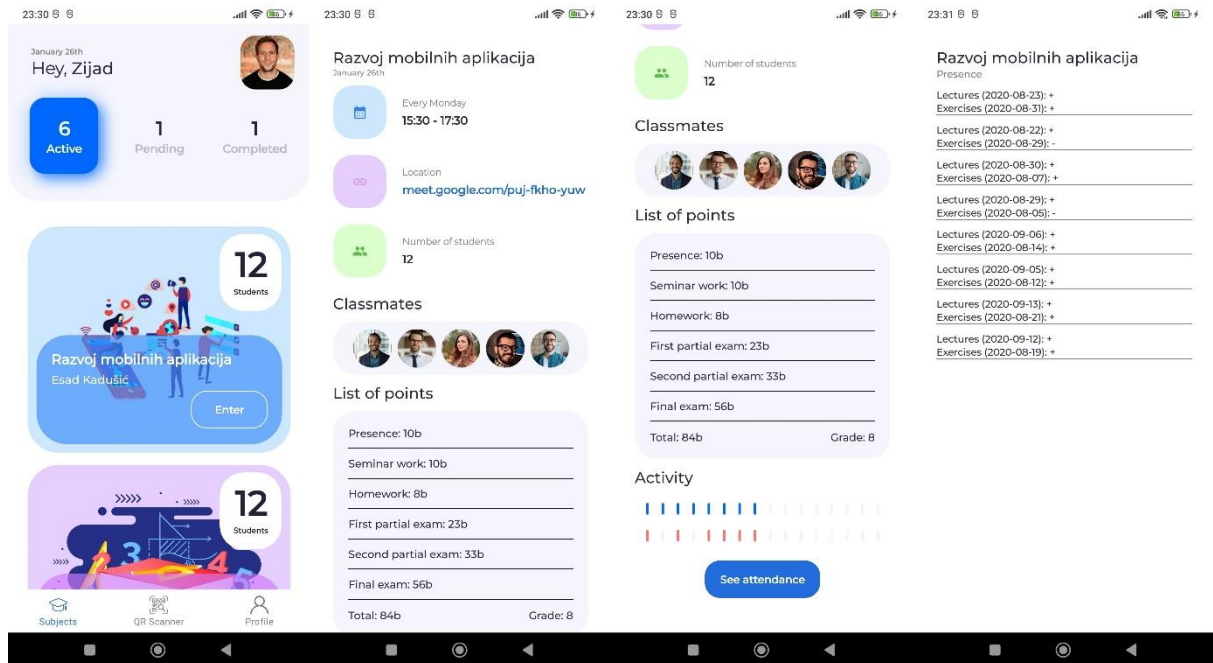 23:30
86
January 26th
Hey, Zijad
6
Active
1
Pending
1
Completed
12
Students
Razvoj mobilnih aplikacija
Esad Kadušić
Enter
12
Students
Subjects
QR Scanner
Profile
23:30
86
Razvoj mobilnih aplikacija
January 26th
Every Monday
15:30 - 17:30
Location
meet.google.com/puj-fkho-yuw
Number of students
12
Classmates
List of points
Presence: 10b
Seminar work: 10b
Homework: 8b
First partial exam: 23b
Second partial exam: 33b
Final exam: 56b
Total: 84b Grade: 8
23:30
86
Number of students
12
Classmates
List of points
Presence: 10b
Seminar work: 10b
Homework: 8b
First partial exam: 23b
Second partial exam: 33b
Final exam: 56b
Total: 84b Grade: 8
Activity
See attendance
23:31
86
Razvoj mobilnih aplikacija
Presence
Lectures (2020-08-23): +
Exercises (2020-08-31): +
Lectures (2020-08-22): +
Exercises (2020-08-29): -
Lectures (2020-08-30): +
Exercises (2020-08-07): +
Lectures (2020-08-29): +
Exercises (2020-08-05): -
Lectures (2020-09-06): +
Exercises (2020-08-14): +
Lectures (2020-09-05): +
Exercises (2020-08-12): +
Lectures (2020-09-13): +
Exercises (2020-08-21): +
Lectures (2020-09-12): +
Exercises (2020-08-19): +